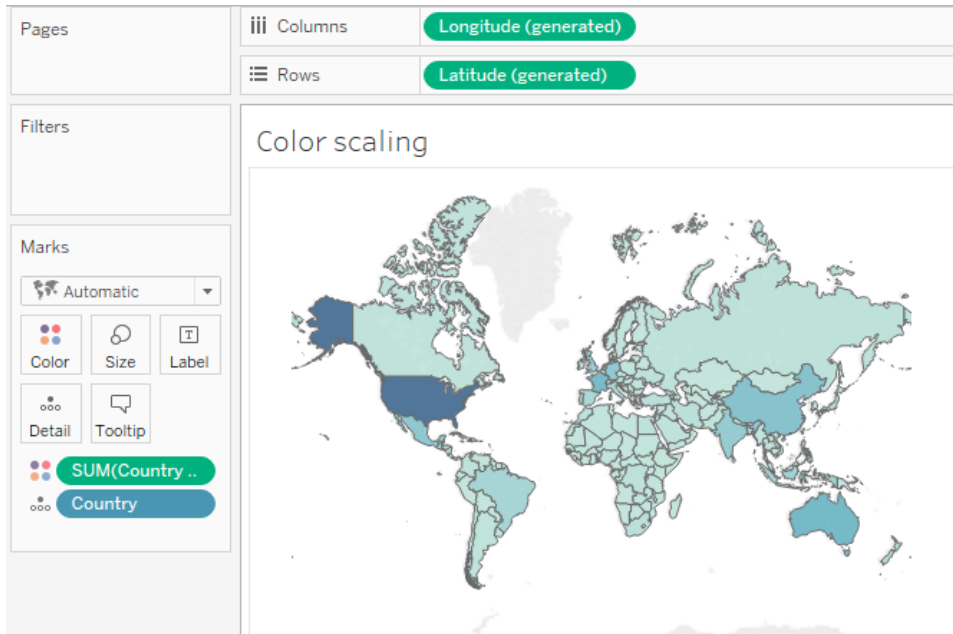 Pages
iii Columns
Longitude (generated)
Rows
Latitude (generated)
Filters
Color scaling
Marks
Automatic
Color
Size
T
Label
Detail
Tooltip
SUM(Country ..
Country